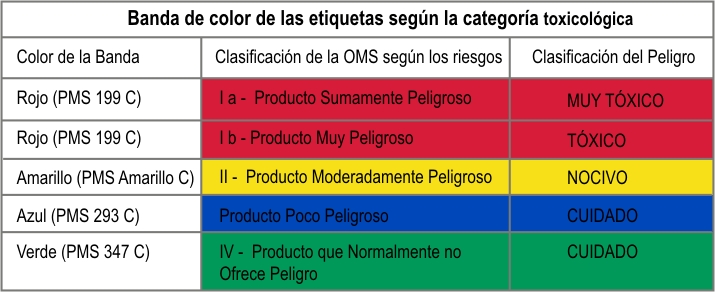 Banda de color de las etiquetas según la categoría toxicológica
Color de la Banda Clasificación de la OMS según los riesgos Clasificación del Peligro
Rojo (PMS 199 C) I a - Producto Sumamente Peligroso MUY TÓXICO
Rojo (PMS 199 C) I b - Producto Muy Peligroso TÓXICO
Amarillo (PMS Amarillo C) II - Producto Moderadamente Peligroso NOCIVO
Azul (PMS 293 C) Producto Poco Peligroso CUIDADO
Verde (PMS 347 C) IV - Producto que Normalmente no CUIDADO
Ofrece Peligro